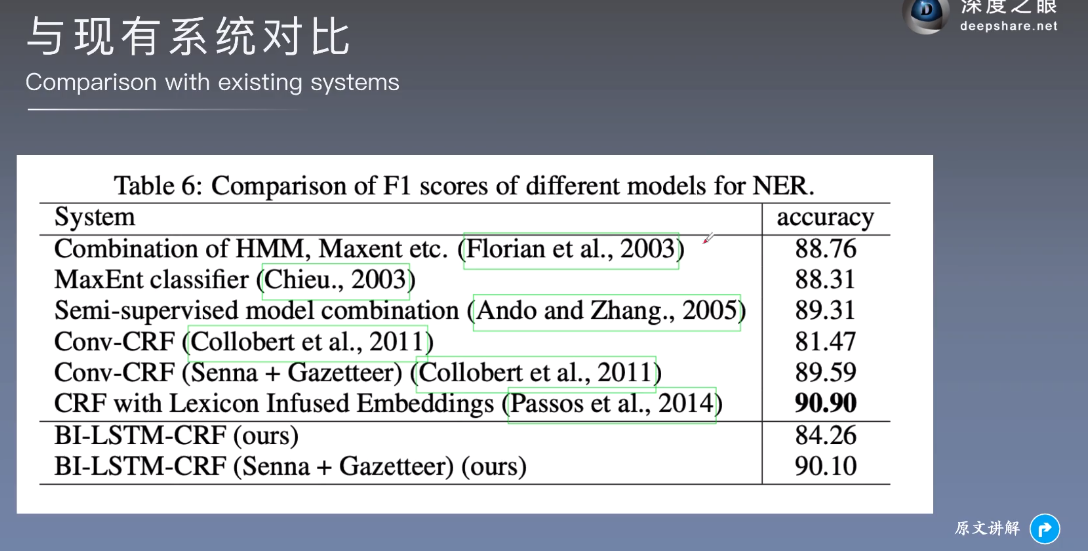 与现有系统对比
深度之眼
deepshare.net
Comparison with existing systems
Table 6: Comparison of F1 scores of different models for NER.
System accuracy
Combination of HMM, Maxent etc. (Florian et al., 2003) 88.76
MaxEnt classifier (Chieu., 2003) 88.31
Semi-supervised model combination (Ando and Zhang., 2005) 89.31
Conv-CRF (Collobert et al., 2011) 81.47
Conv-CRF (Senna + Gazetteer) (Collobert et al., 2011) 89.59
CRF with Lexicon Infused Embeddings (Passos et al., 2014) 90.90
BI-LSTM-CRF (ours) 84.26
BI-LSTM-CRF (Senna + Gazetteer) (ours) 90.10
原文讲解